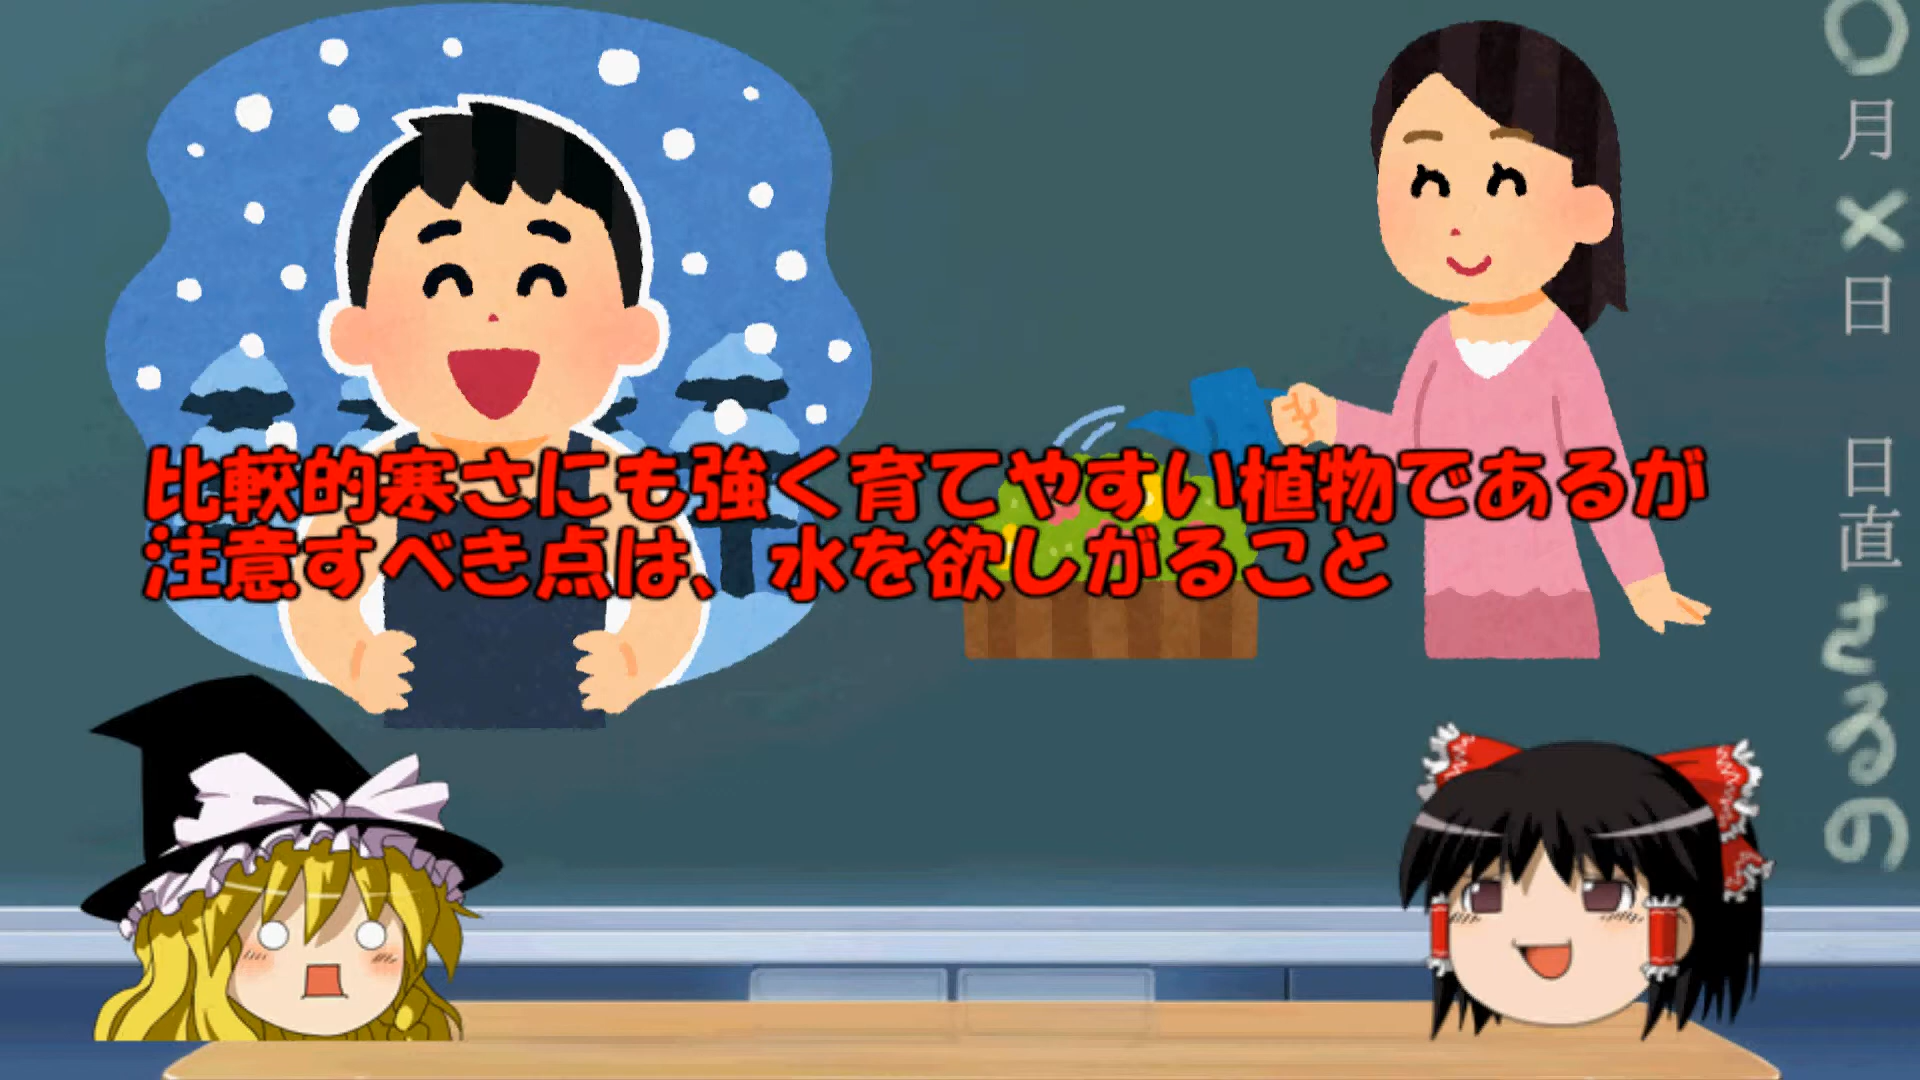 比較的寒さにも強く育てやすい植物であるが
注意すべき点は、水を欲しがること
〇月×日 日直 さるの